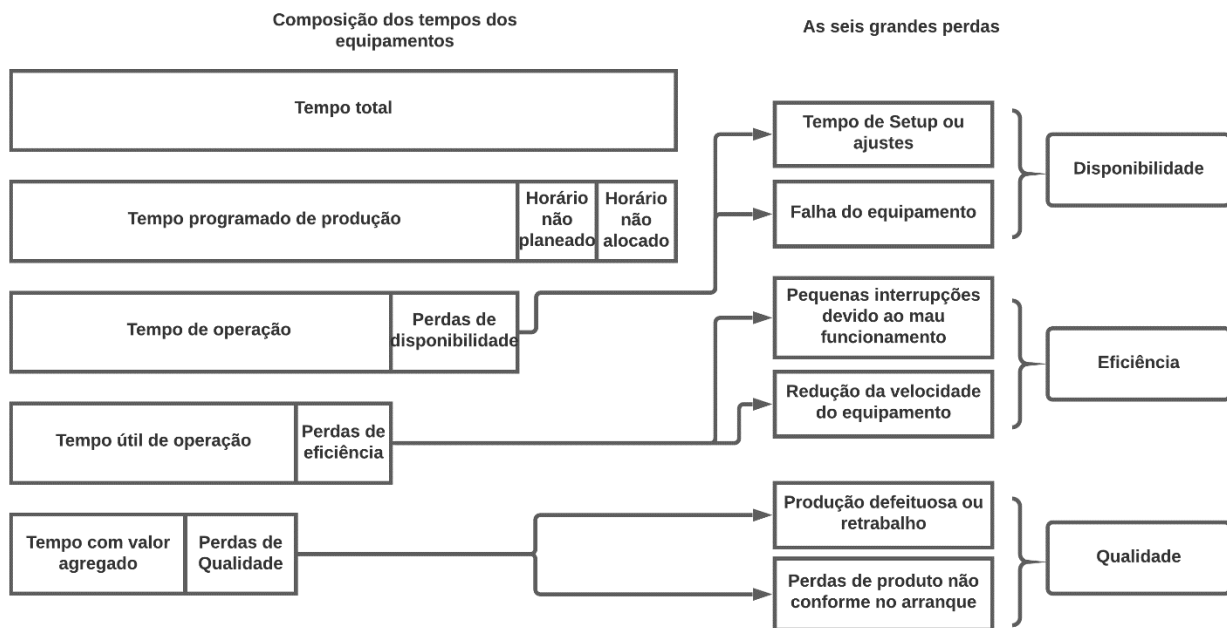 Composição dos tempos dos
equipamentos
As seis grandes perdas
Tempo total
Tempo programado de produção
Horário
não
planeado
Horário
não
alocado
Tempo de operação
Perdas de
disponibilidade
Tempo útil de operação
Perdas de
eficiência
Tempo com valor
agregado
Perdas de
Qualidade
Tempo de Setup ou
ajustes
Falha do equipamento
Disponibilidade
Pequenas interrupções
devido ao mau
funcionamento
Redução da velocidade
do equipamento
Eficiência
Produção defeituosa ou
retrabalho
Perdas de produto não
conforme no arranque
Qualidade